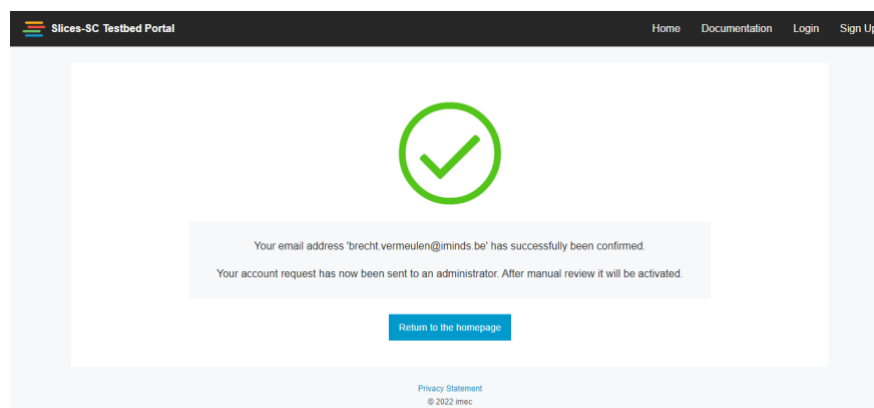 Slices-SC Testbed Portal Home Documentation Login Sign Up
Your email address 'brecht.vermeulen@iminds.be' has successfully been confirmed.
Your account request has now been sent to an administrator. After manual review it will be activated.
Return to the homepage
Privacy Statement
© 2022 imec